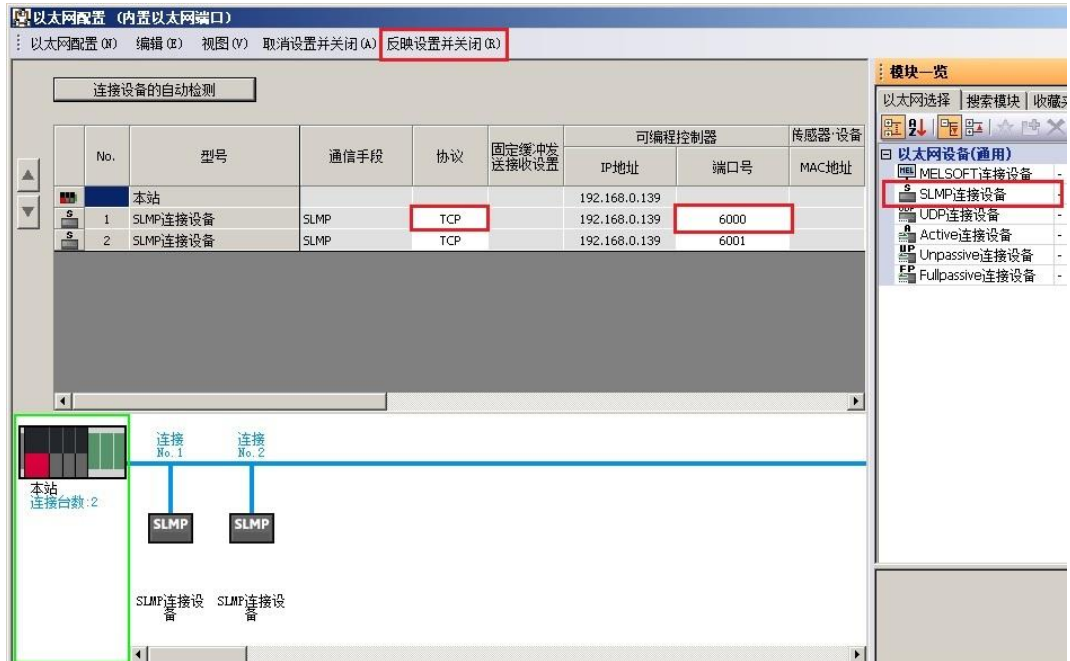 以太网配置 (内置以太网端口)
以太网配置(N) 编辑(E) 视图(V) 取消设置并关闭(A) 反映设置并关闭(R)
连接设备的自动检测
No. 型号 通信手段 协议 固定缓冲发送接收设置 可编程控制器 传感器·设备
IP地址 端口号 MAC地址
本站 192.168.0.139
1 SLMP连接设备 SLMP TCP 192.168.0.139 6000
2 SLMP连接设备 SLMP TCP 192.168.0.139 6001
连接 No.1
连接 No.2
本站
连接台数:2
SLMP
SLMP
SLMP连接设备
SLMP连接设备
模块一览
以太网选择 搜索模块 收藏
以太网设备(通用)
MELSOFT连接设备 -
SLMP连接设备 -
UDP连接设备 -
Active连接设备 -
Unpassive连接设备 -
Fullpassive连接设备 -